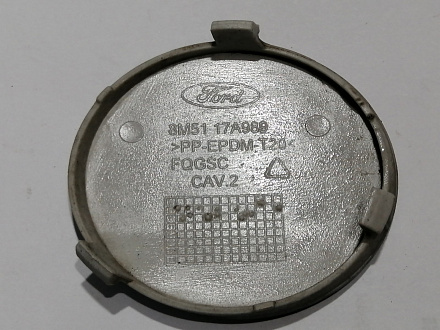 Ford
8M51 17A989
>PP-EPDM-T20<
FQGSC
CAV.2